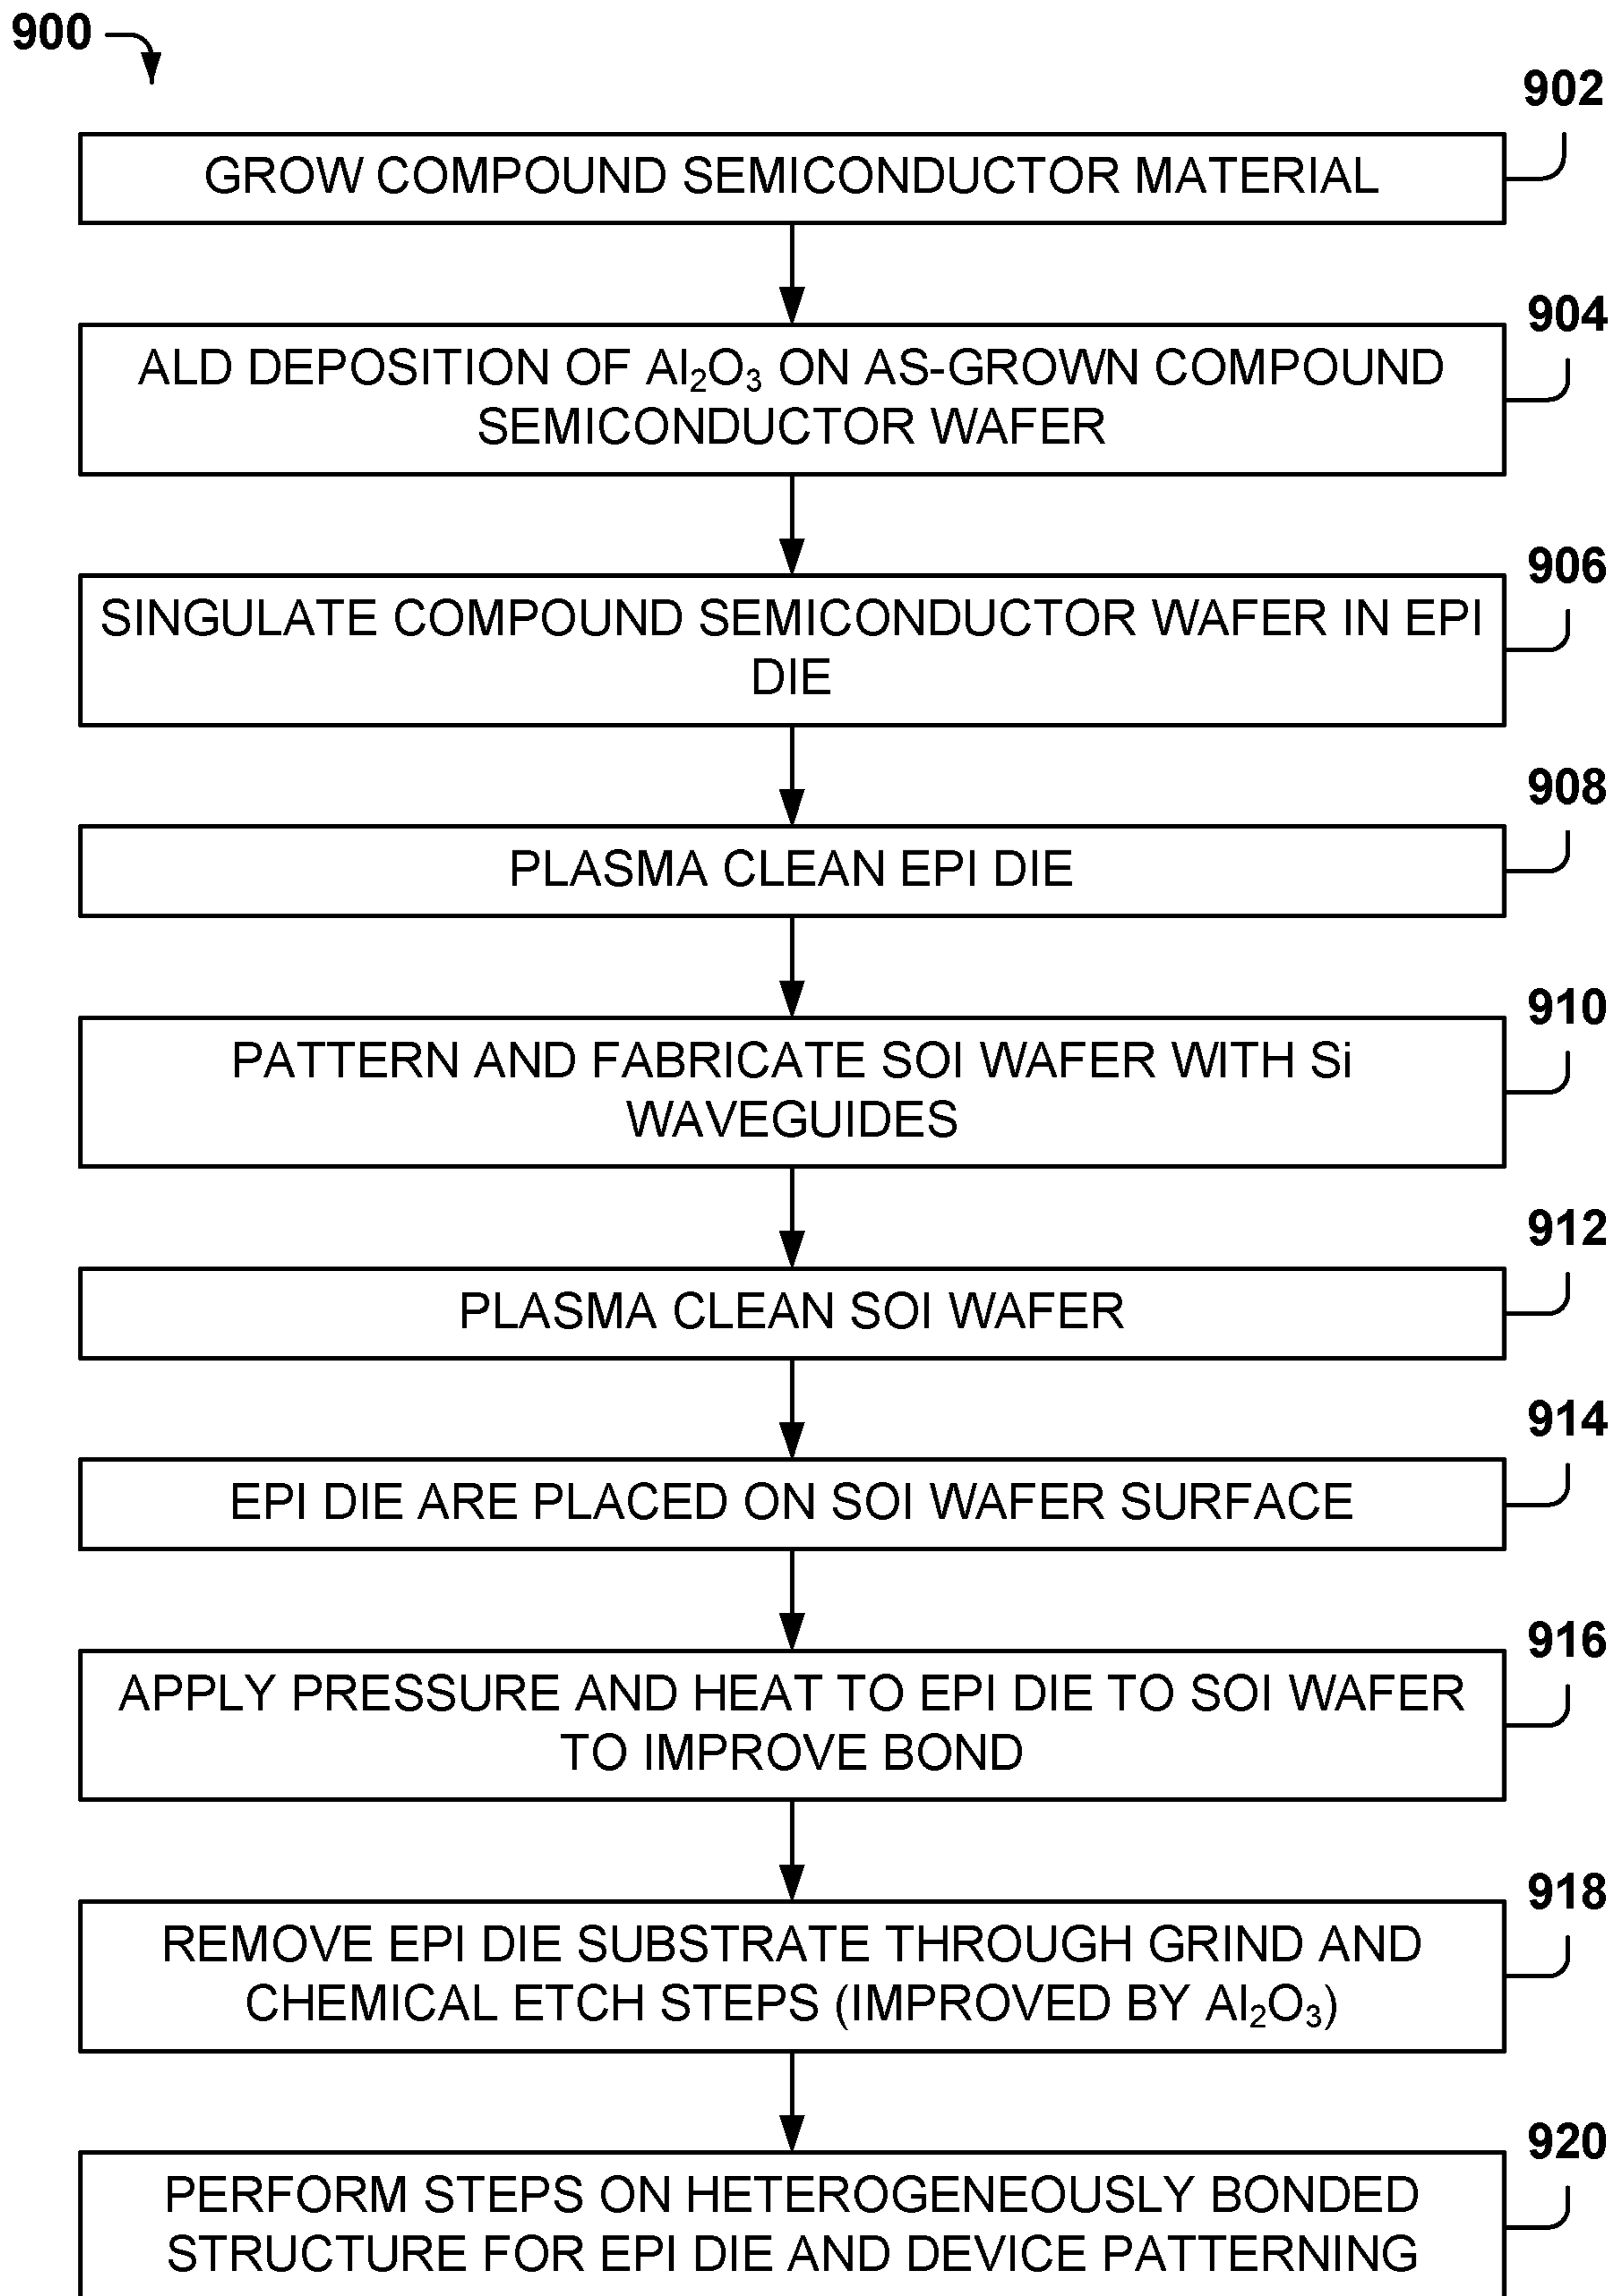 900
902
GROW COMPOUND SEMICONDUCTOR MATERIAL
904
ALD DEPOSITION OF Al₂O₃ ON AS-GROWN COMPOUND
SEMICONDUCTOR WAFER
906
SINGULATE COMPOUND SEMICONDUCTOR WAFER IN EPI
DIE
908
PLASMA CLEAN EPI DIE
910
PATTERN AND FABRICATE SOI WAFER WITH Si
WAVEGUIDES
912
PLASMA CLEAN SOI WAFER
914
EPI DIE ARE PLACED ON SOI WAFER SURFACE
916
APPLY PRESSURE AND HEAT TO EPI DIE TO SOI WAFER
TO IMPROVE BOND
918
REMOVE EPI DIE SUBSTRATE THROUGH GRIND AND
CHEMICAL ETCH STEPS (IMPROVED BY Al₂O₃)
920
PERFORM STEPS ON HETEROGENEOUSLY BONDED
STRUCTURE FOR EPI DIE AND DEVICE PATTERNING